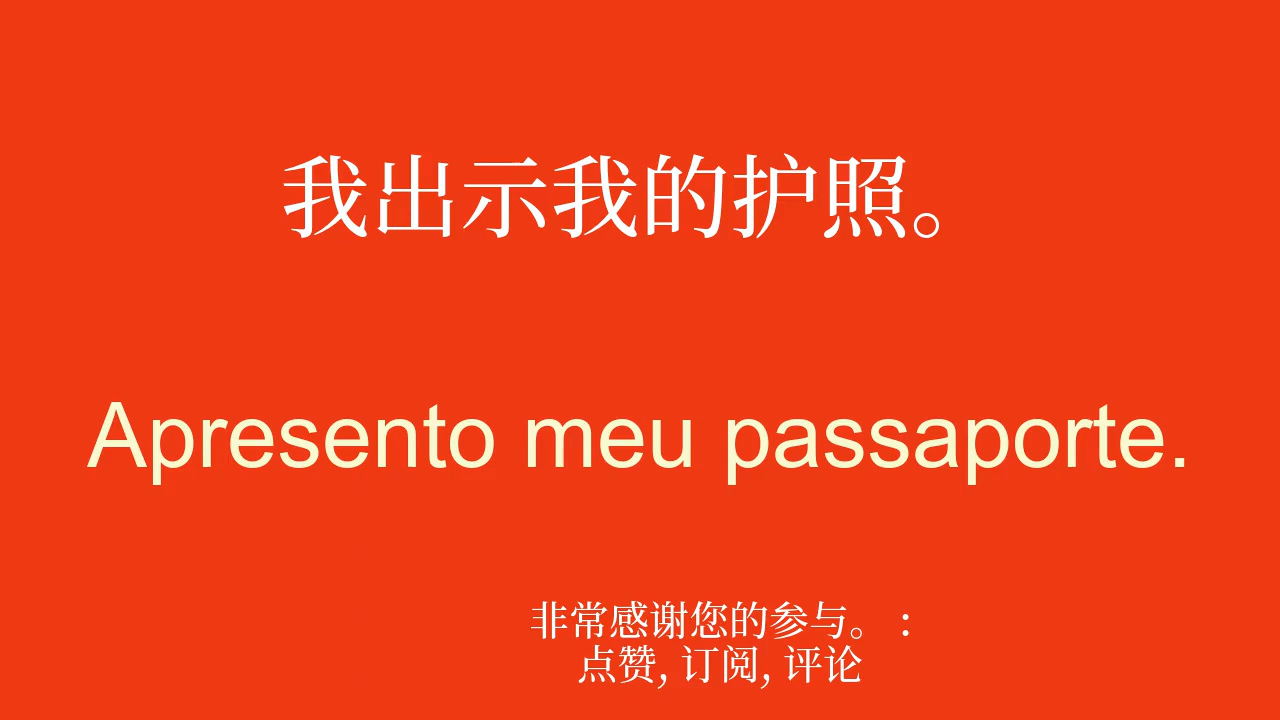 我出示我的护照。
Apresento meu passaporte.
非常感谢您的参与。 :
点赞, 订阅, 评论